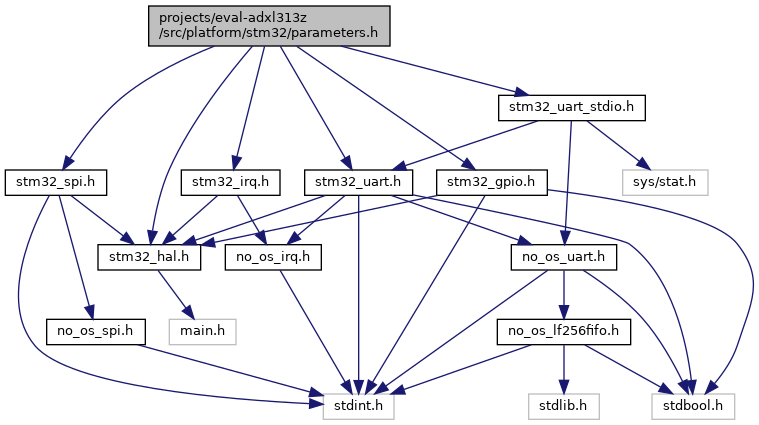 projects/eval-adxl313z
/src/platform/stm32/parameters.h
stm32_uart_stdio.h
stm32_spi.h
stm32_irq.h
stm32_uart.h
stm32_gpio.h
sys/stat.h
stm32_hal.h
no_os_irq.h
no_os_uart.h
no_os_spi.h
main.h
no_os_lf256fifo.h
stdint.h
stdlib.h
stdbool.h